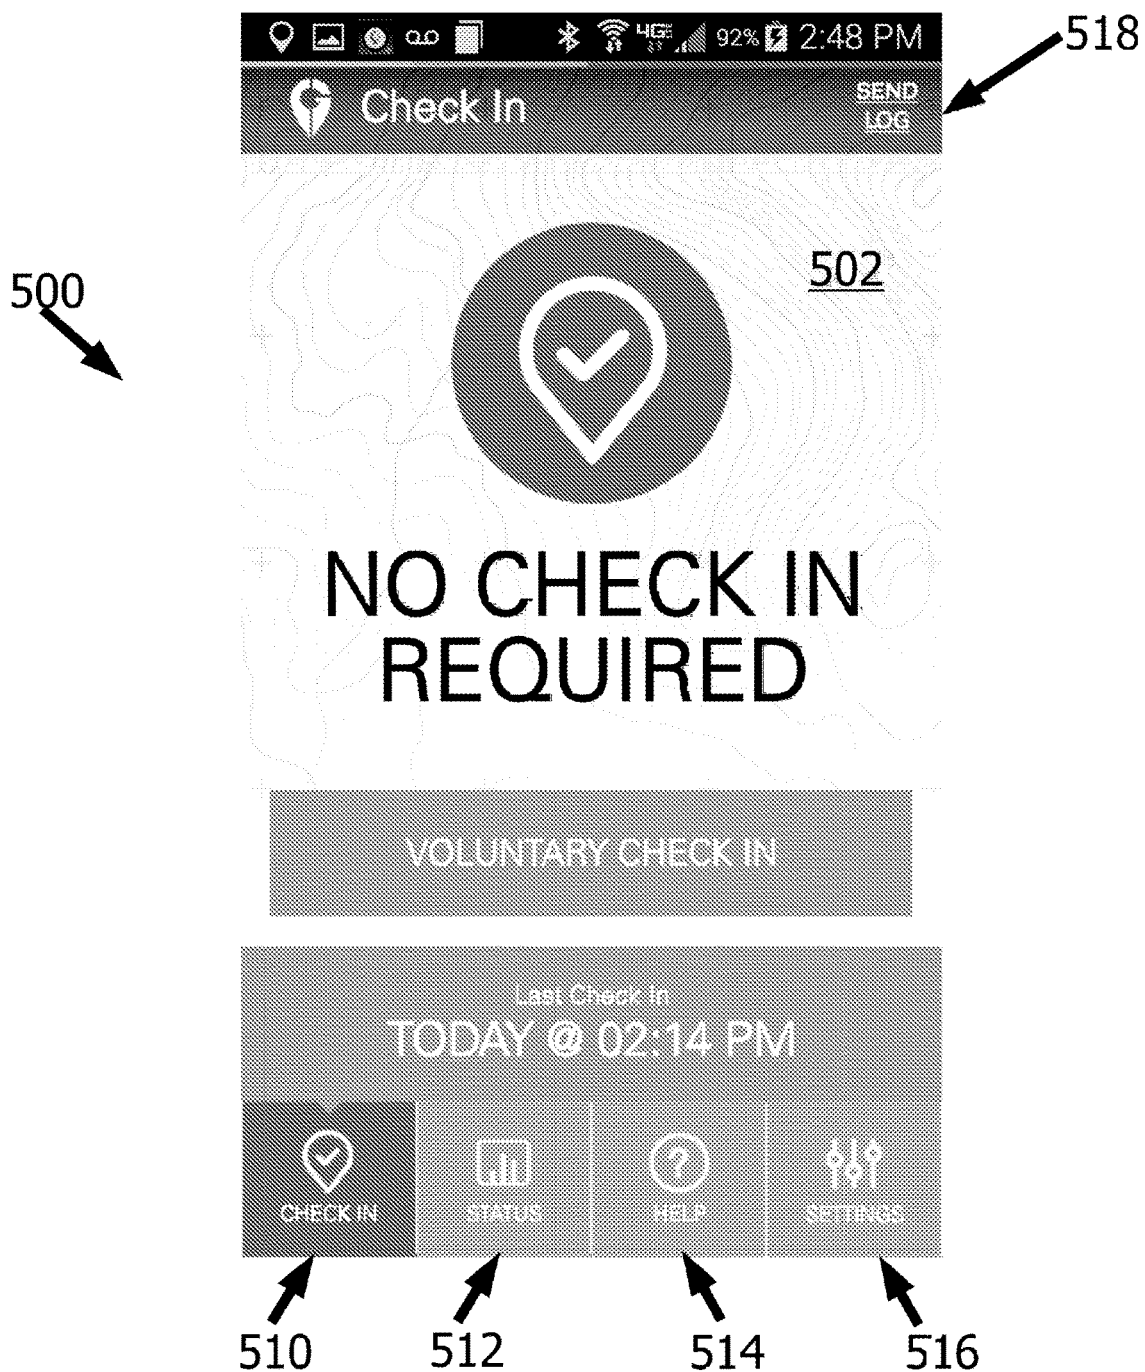 4G 92% 2:48 PM
518
Check In
SEND
LOG
502
500
NO CHECK IN
REQUIRED
VOLUNTARY CHECK IN
Last Check In
TODAY @ 02:14 PM
CHECK IN STATUS HELP SETTINGS
510 512 514 516